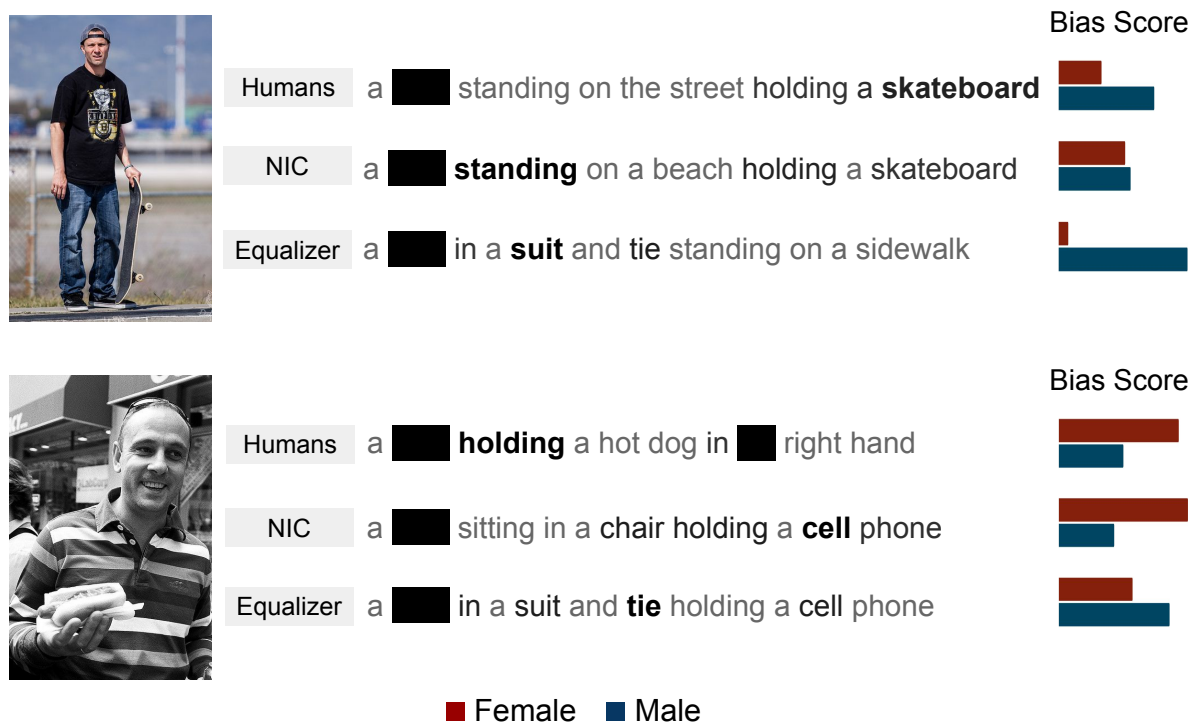 Bias Score
Humans a standing on the street holding a skateboard
NIC a standing on a beach holding a skateboard
Equalizer a in a suit and tie standing on a sidewalk
Bias Score
Humans a holding a hot dog in right hand
NIC a sitting in a chair holding a cell phone
Equalizer a in a suit and tie holding a cell phone
Female Male